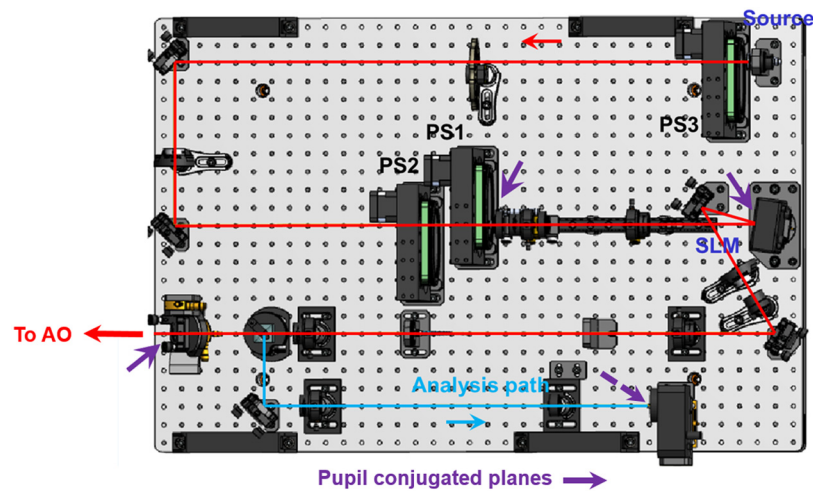 Source
PS1
PS3
PS2
SLM
To AO
Analysis path
Pupil conjugated planes